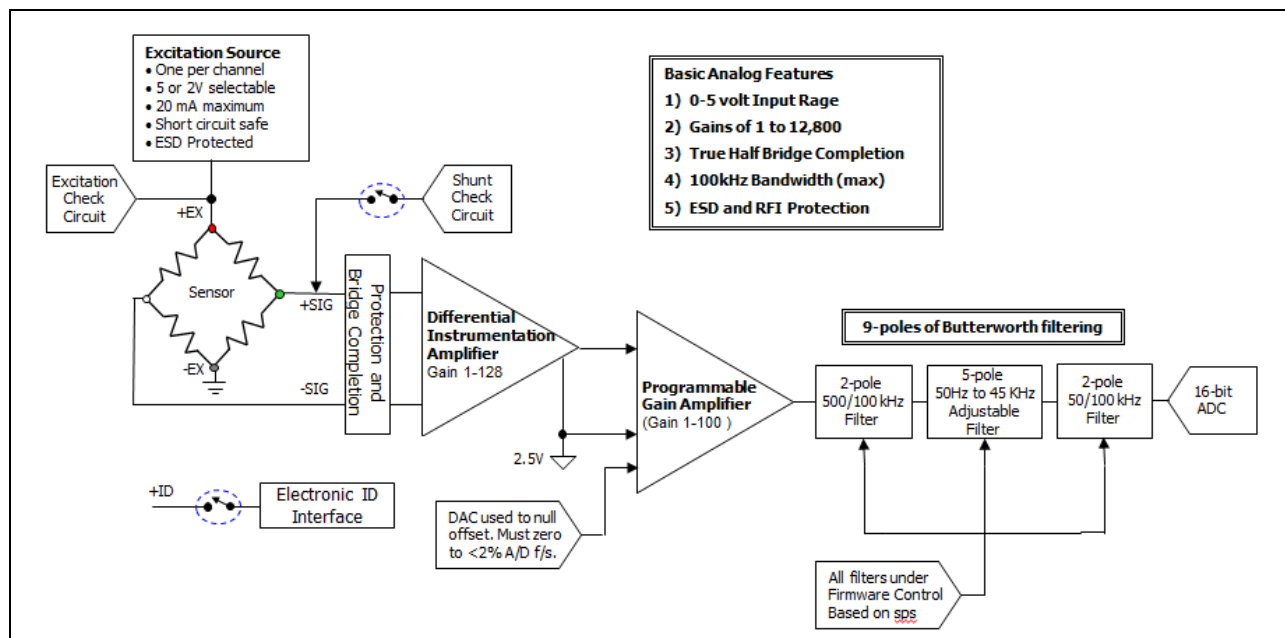 Excitation Source
• One per channel
• 5 or 2V selectable
• 20 mA maximum
• Short circuit safe
• ESD Protected
Basic Analog Features
1) 0-5 volt Input Rage
2) Gains of 1 to 12,800
3) True Half Bridge Completion
4) 100kHz Bandwidth (max)
5) ESD and RFI Protection
Excitation
Check
Circuit
+EX
Shunt
Check
Circuit
Sensor
+SIG
-EX
-SIG
Protection and
Bridge Completion
Differential
Instrumentation
Amplifier
Gain 1-128
2.5V
Programmable
Gain Amplifier
(Gain 1-100 )
9-poles of Butterworth filtering
2-pole
500/100 kHz
Filter
5-pole
50Hz to 45 KHz
Adjustable
Filter
2-pole
50/100 kHz
Filter
16-bit
ADC
+ID
Electronic ID
Interface
DAC used to null
offset. Must zero
to <2% A/D f/s.
All filters under
Firmware Control
Based on sps